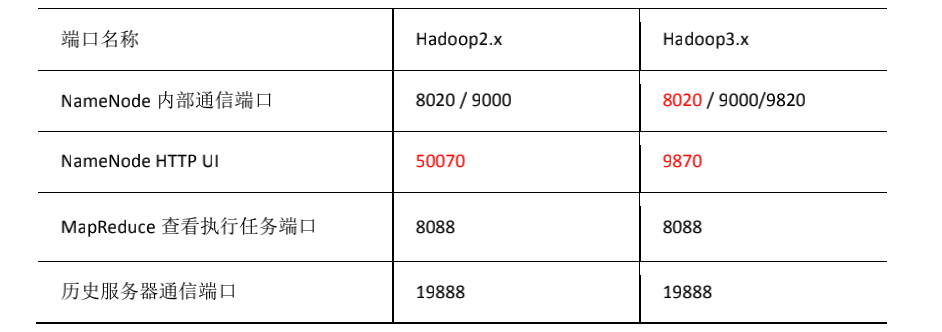 端口名称 Hadoop2.x Hadoop3.x
NameNode 内部通信端口 8020 / 9000 8020 / 9000/9820
NameNode HTTP UI 50070 9870
MapReduce 查看执行任务端口 8088 8088
历史服务器通信端口 19888 19888